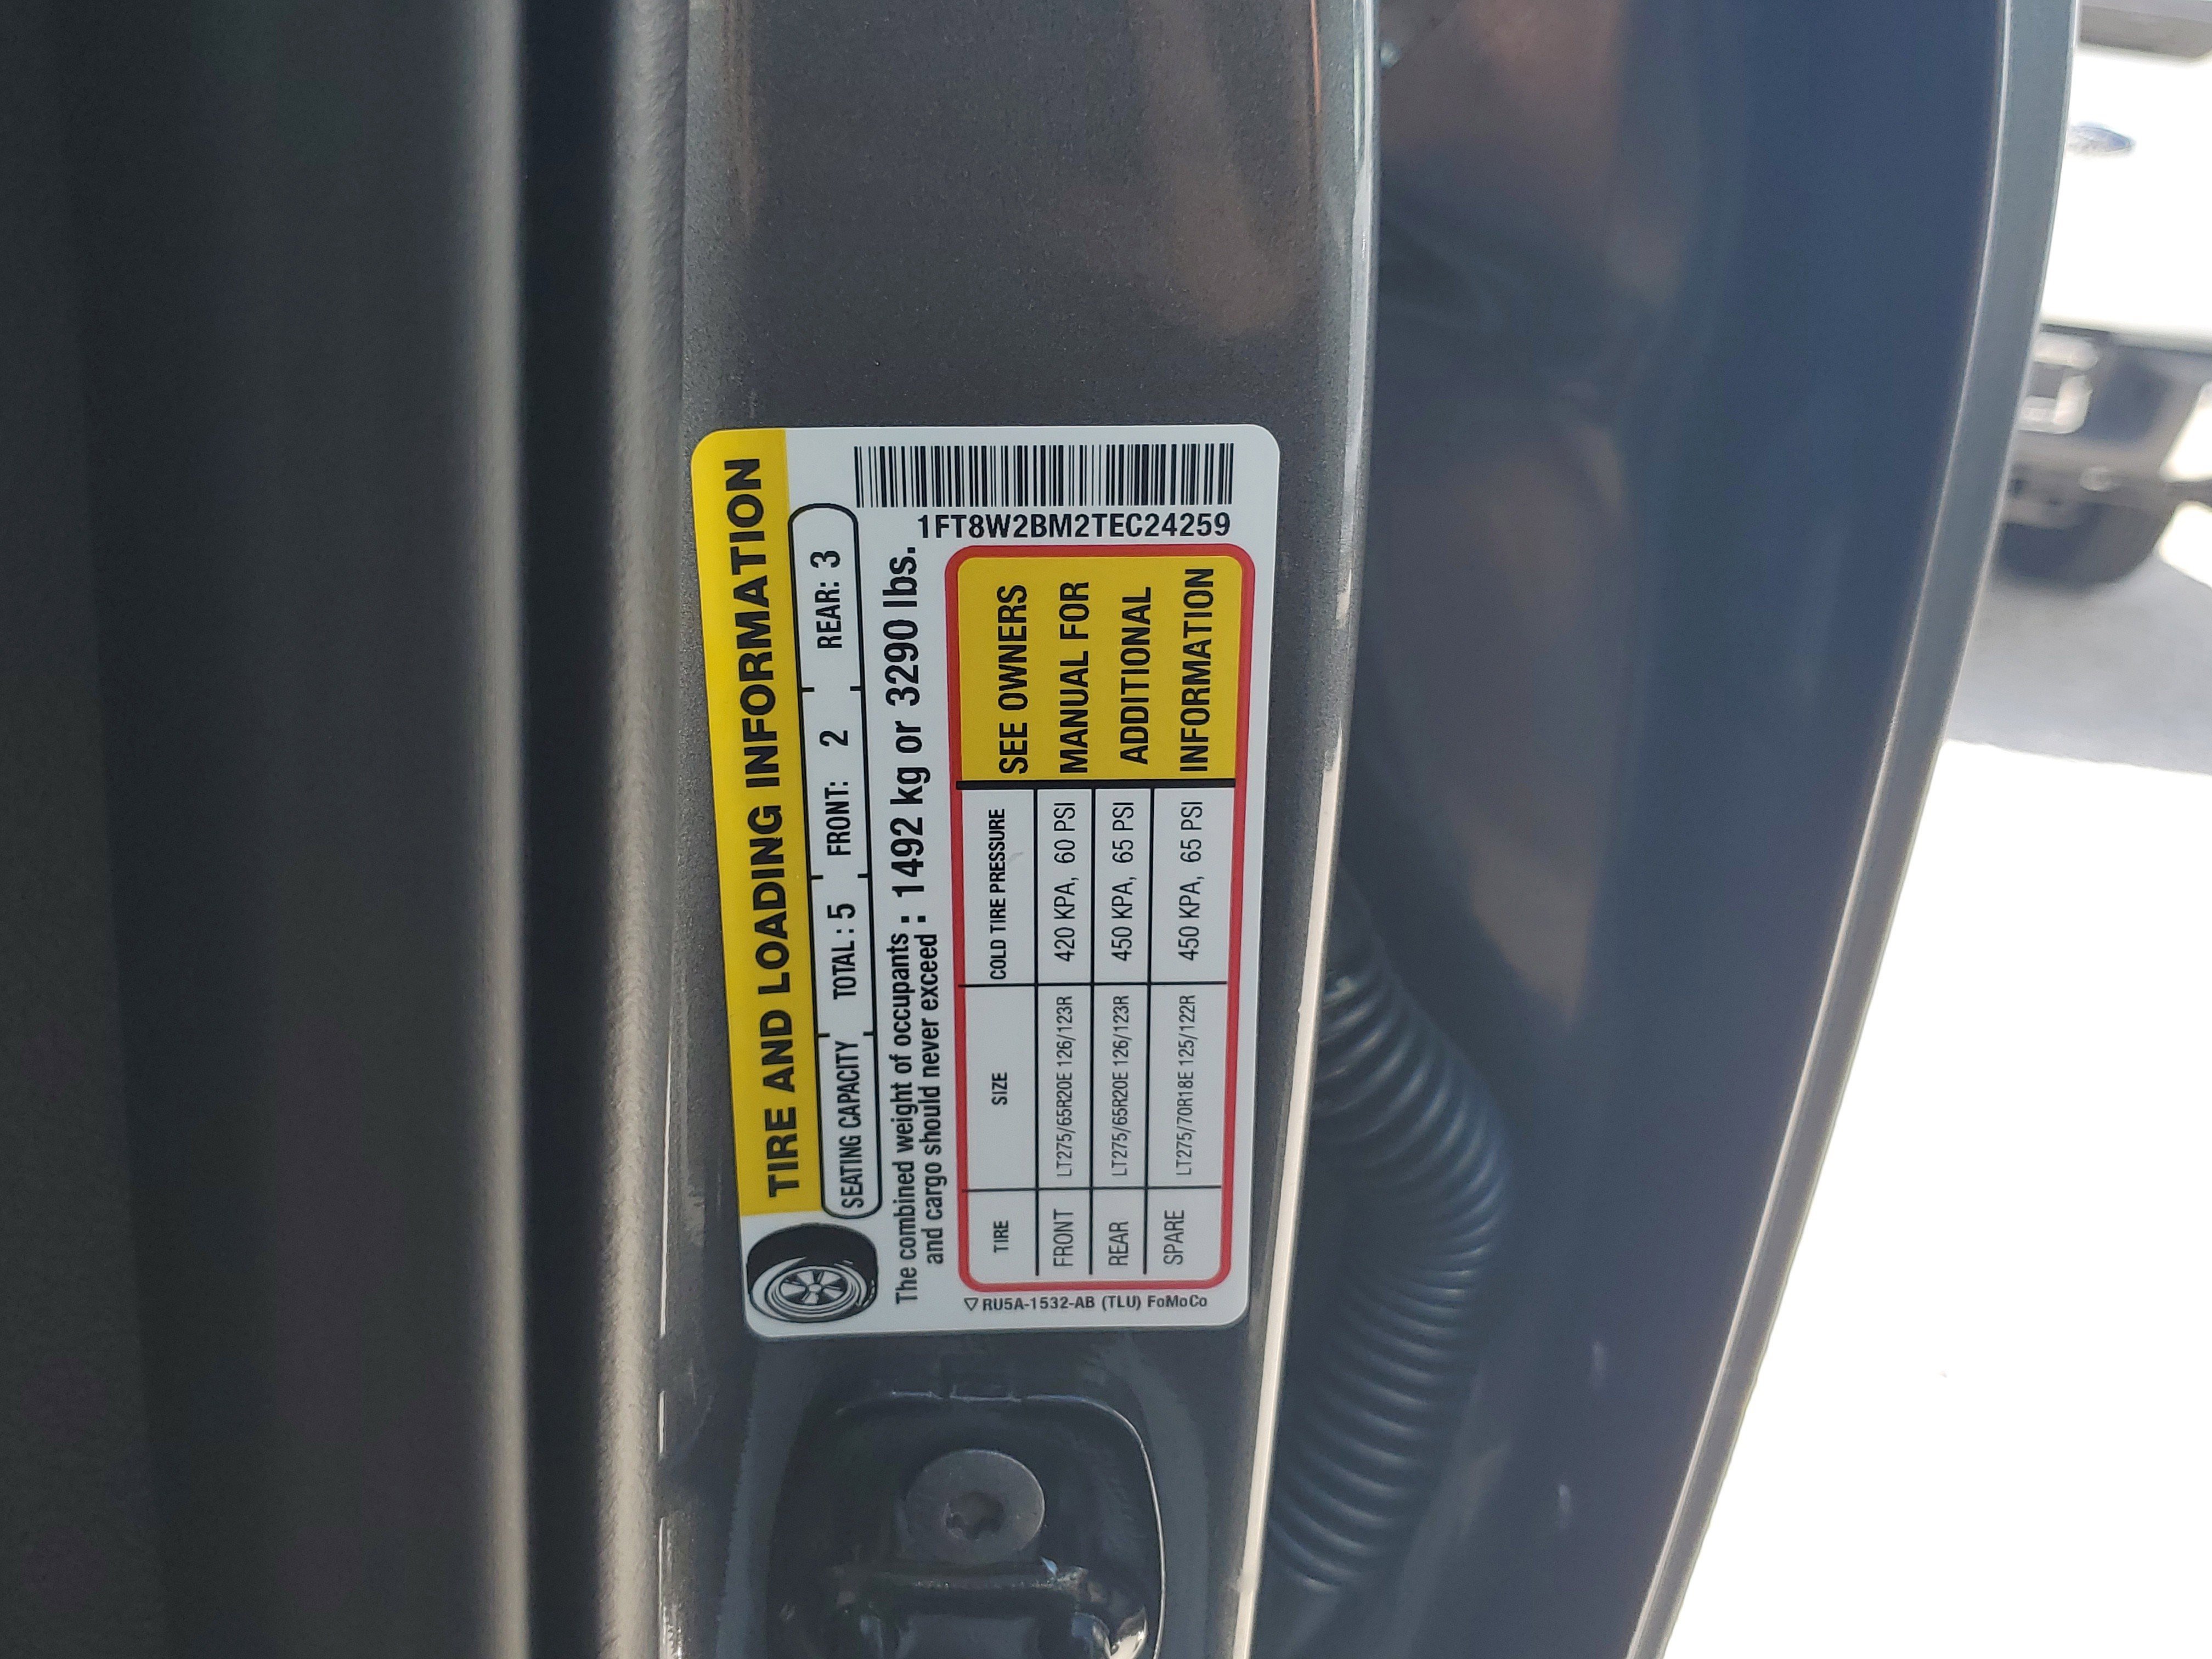 TIRE AND LOADING INFORMATION
SEATING CAPACITY TOTAL : 5 FRONT: 2 REAR: 3
The combined weight of occupants : 1492 kg or 3290 lbs.
and cargo should never exceed :
1FT8W2BM2TEC24259
TIRE SIZE COLD TIRE PRESSURE
FRONT LT275/65R20E 126/123R 420 KPA, 60 PSI
REAR LT275/65R20E 126/123R 450 KPA, 65 PSI
SPARE LT275/70R18E 125/122R 450 KPA, 65 PSI
SEE OWNERS
MANUAL FOR
ADDITIONAL
INFORMATION
▽ RU5A-1532-AB (TLU) FoMoCo